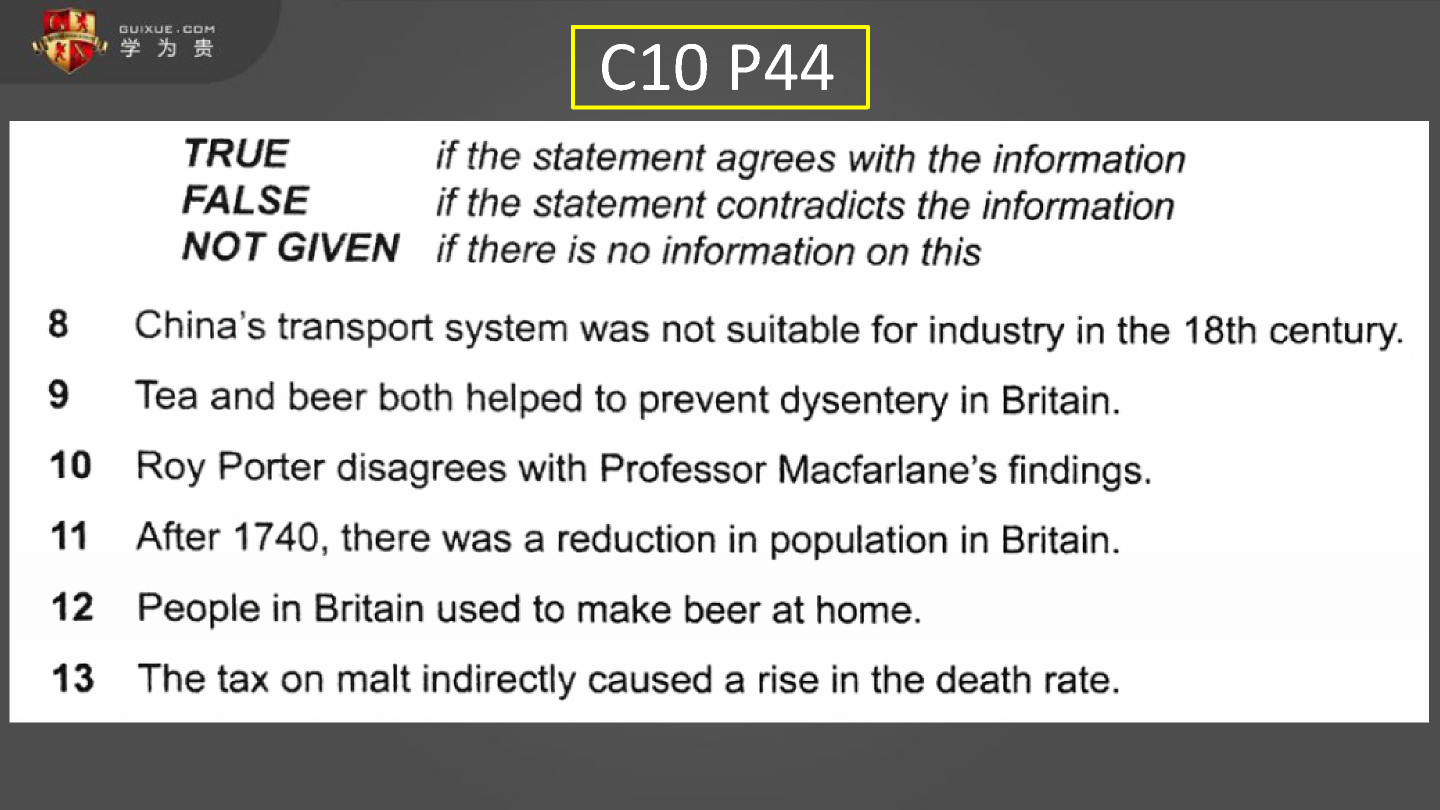 GUIXUE.COM
学为贵
C10 P44
TRUE if the statement agrees with the information
FALSE if the statement contradicts the information
NOT GIVEN if there is no information on this
8 China's transport system was not suitable for industry in the 18th century.
9 Tea and beer both helped to prevent dysentery in Britain.
10 Roy Porter disagrees with Professor Macfarlane's findings.
11 After 1740, there was a reduction in population in Britain.
12 People in Britain used to make beer at home.
13 The tax on malt indirectly caused a rise in the death rate.